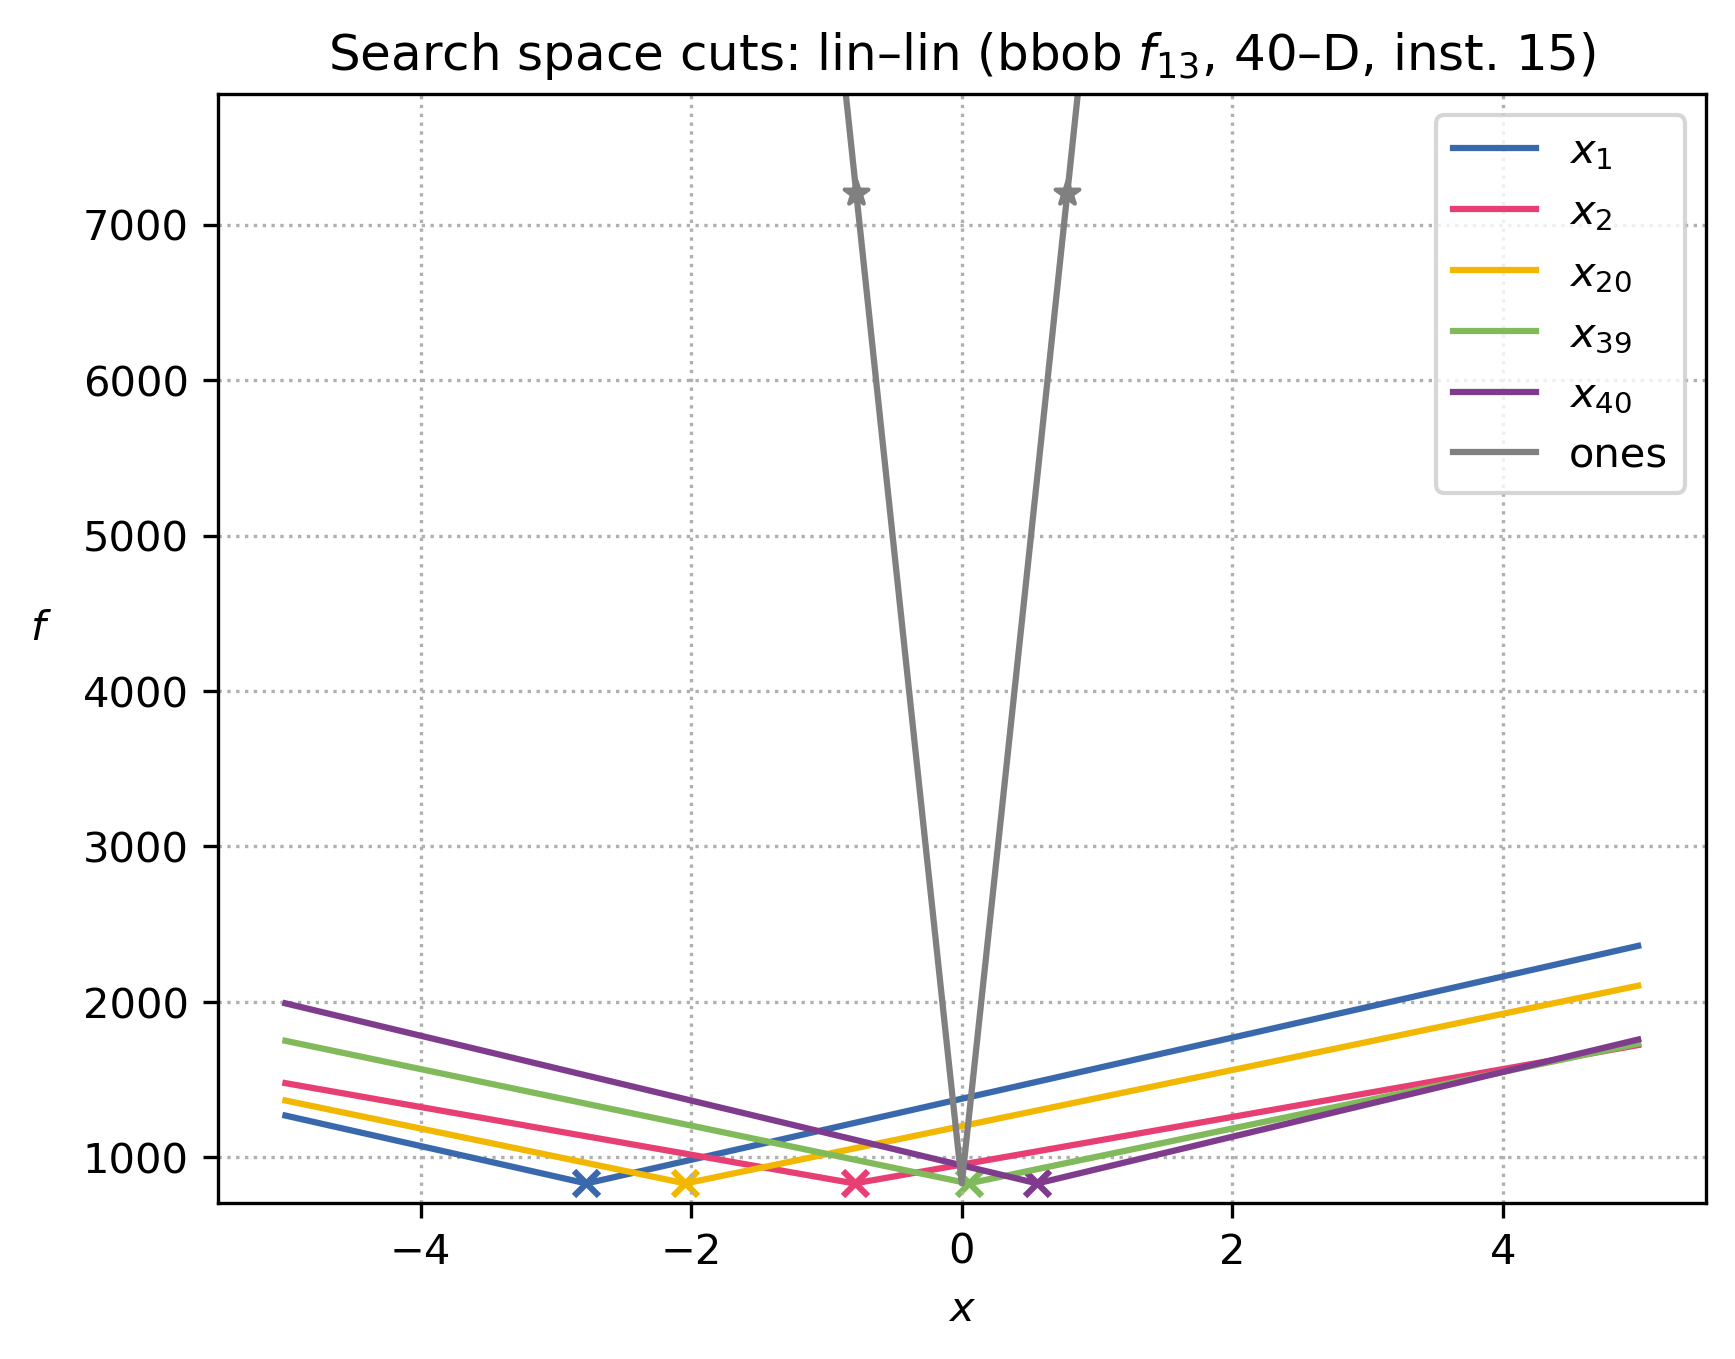 Search space cuts: lin–lin (bbob f₁₃, 40–D, inst. 15)
x₁
x₂
x₂₀
x₃₉
x₄₀
ones
7000
6000
5000
4000
3000
2000
1000
f
−4 −2 0 2 4
x